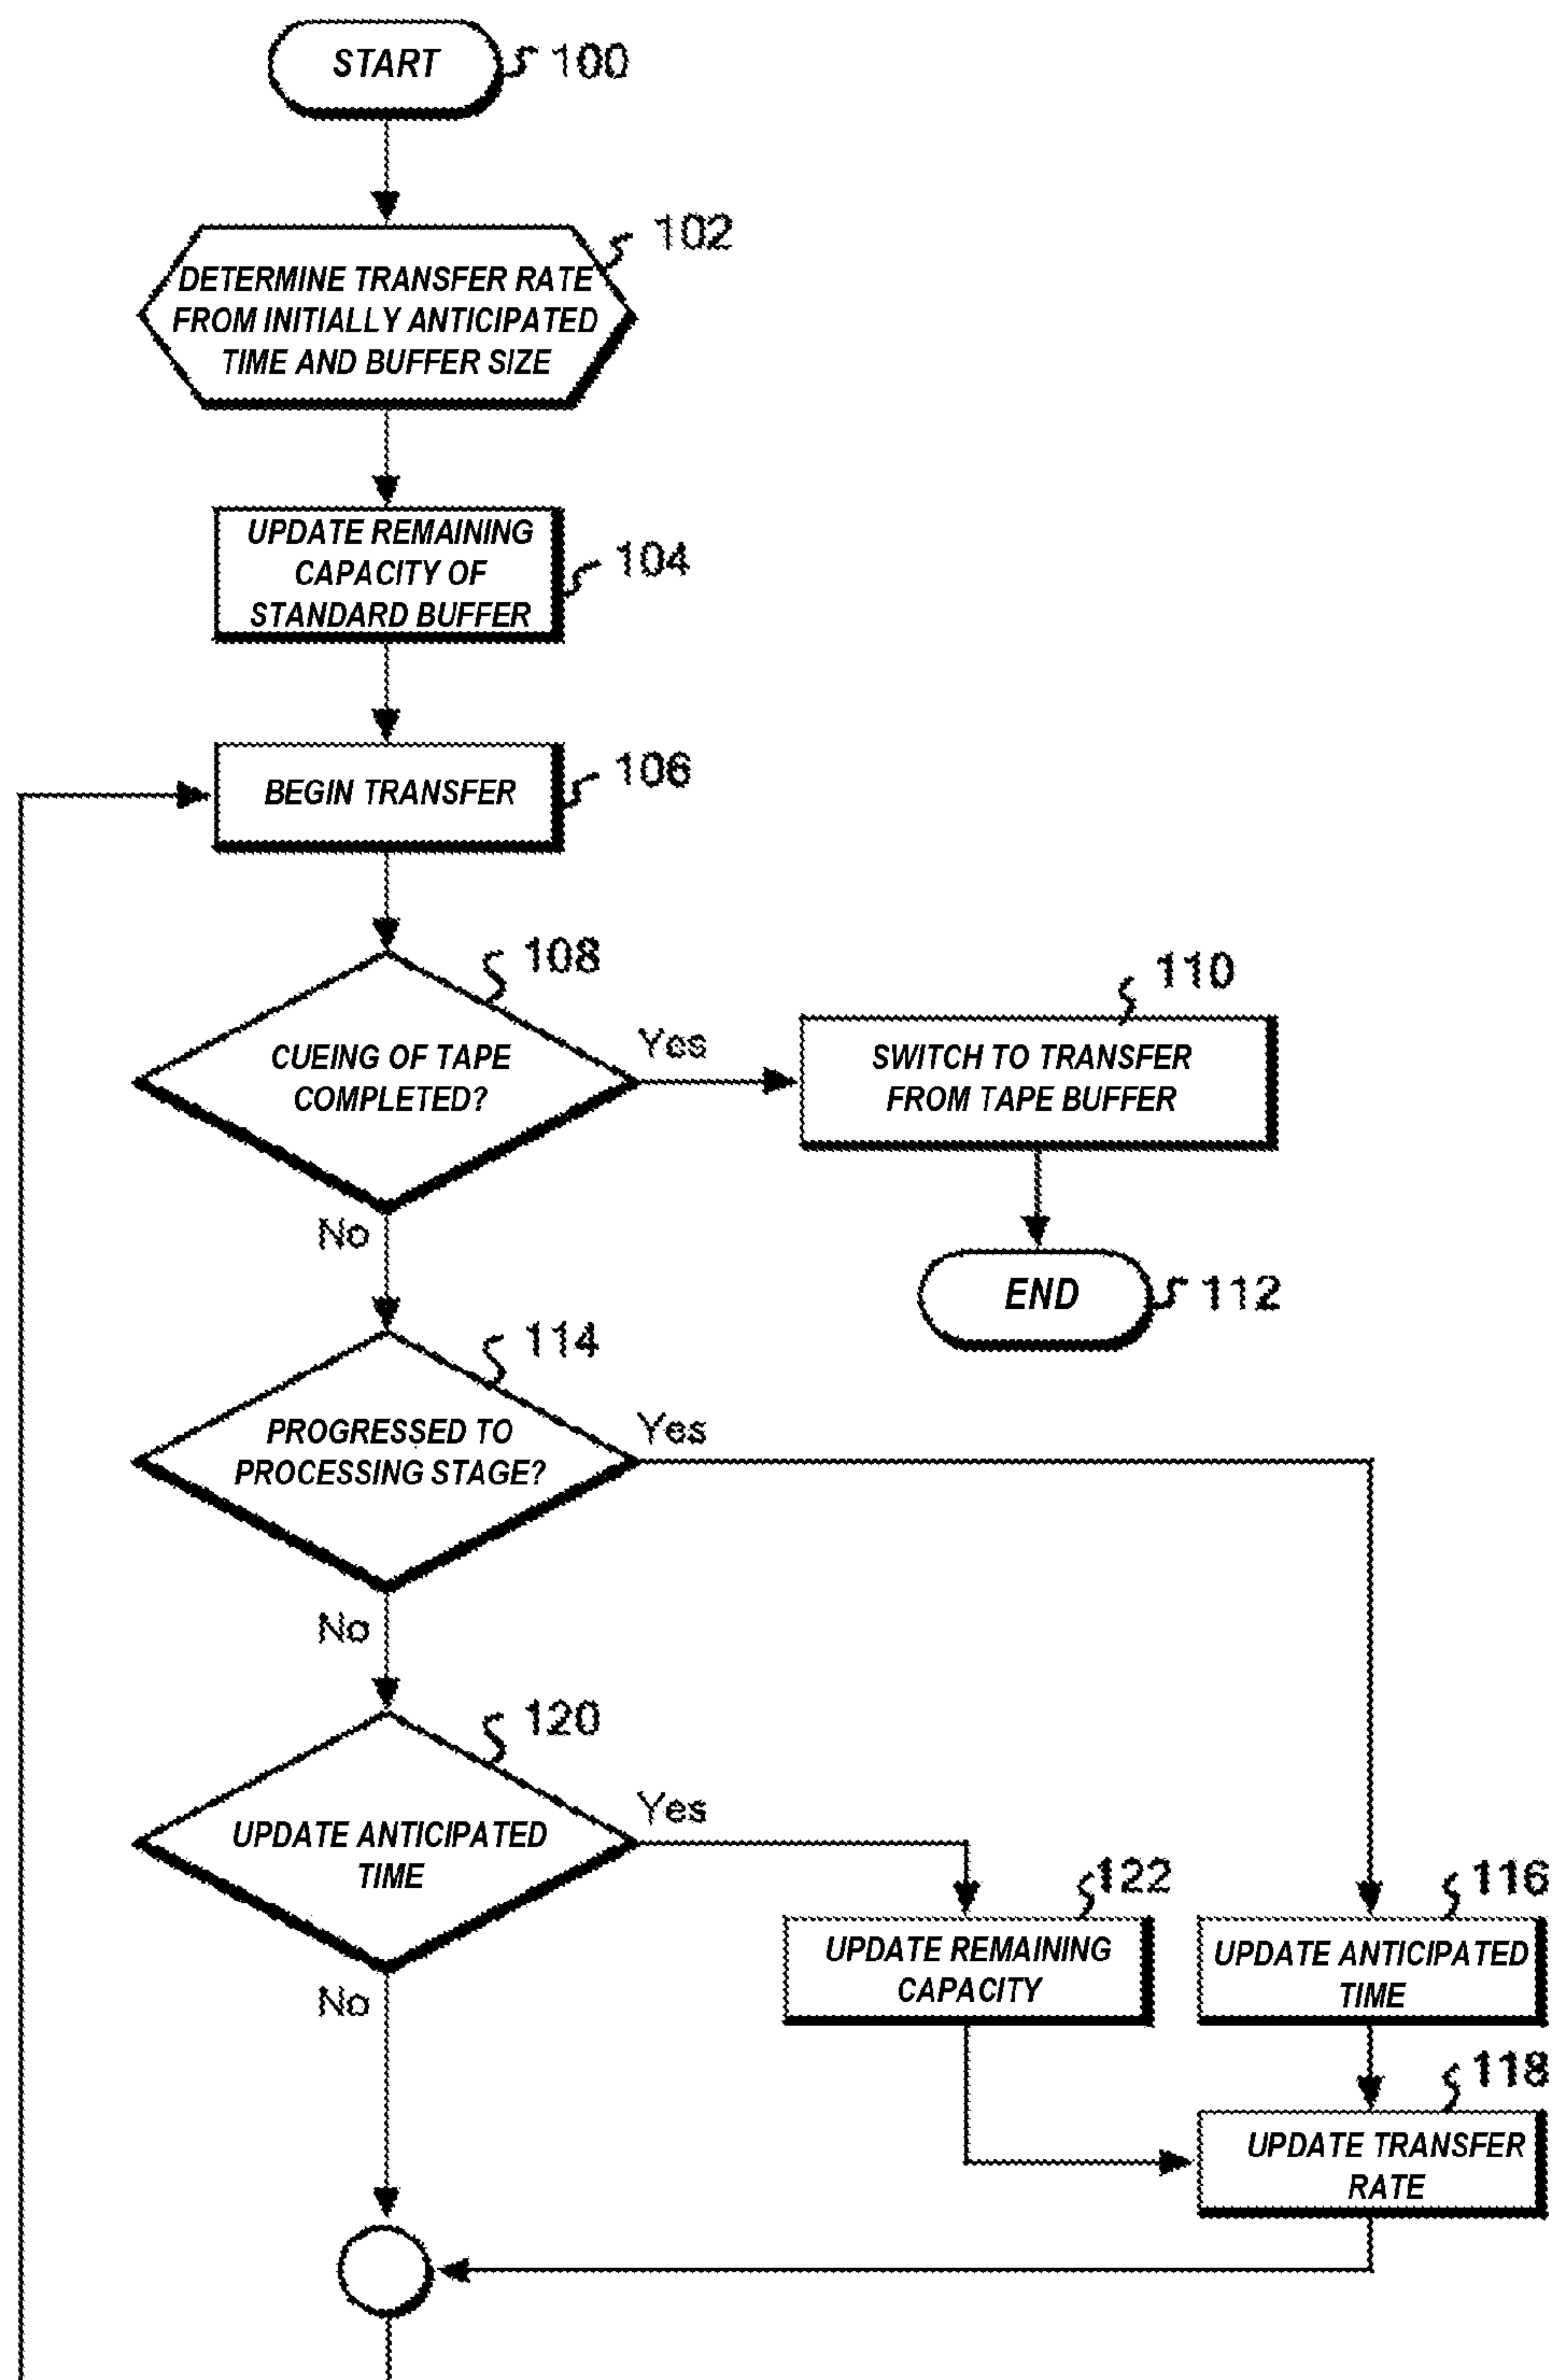 START
100
102
DETERMINE TRANSFER RATE
FROM INITIALLY ANTICIPATED
TIME AND BUFFER SIZE
UPDATE REMAINING
CAPACITY OF
STANDARD BUFFER
104
BEGIN TRANSFER
106
108
CUEING OF TAPE
COMPLETED?
Yes
110
SWITCH TO TRANSFER
FROM TAPE BUFFER
No
END
112
114
PROGRESSED TO
PROCESSING STAGE?
Yes
No
120
UPDATE ANTICIPATED
TIME
Yes
122
UPDATE REMAINING
CAPACITY
116
UPDATE ANTICIPATED
TIME
No
118
UPDATE TRANSFER
RATE